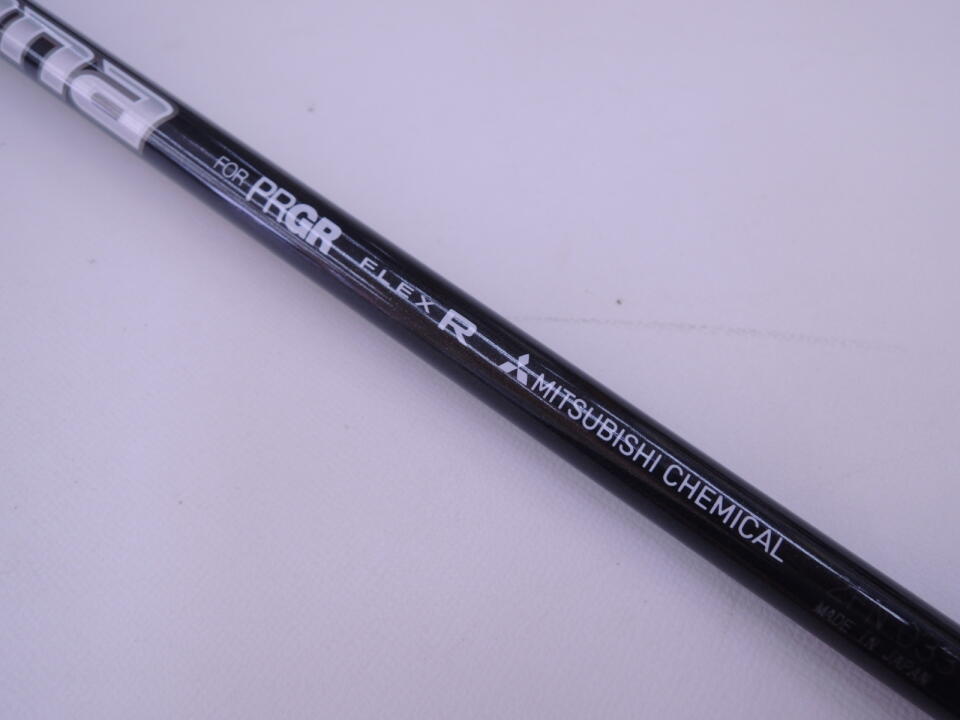 FOR PRGR FLEX R MITSUBISHI CHEMICAL
MADE IN JAPAN